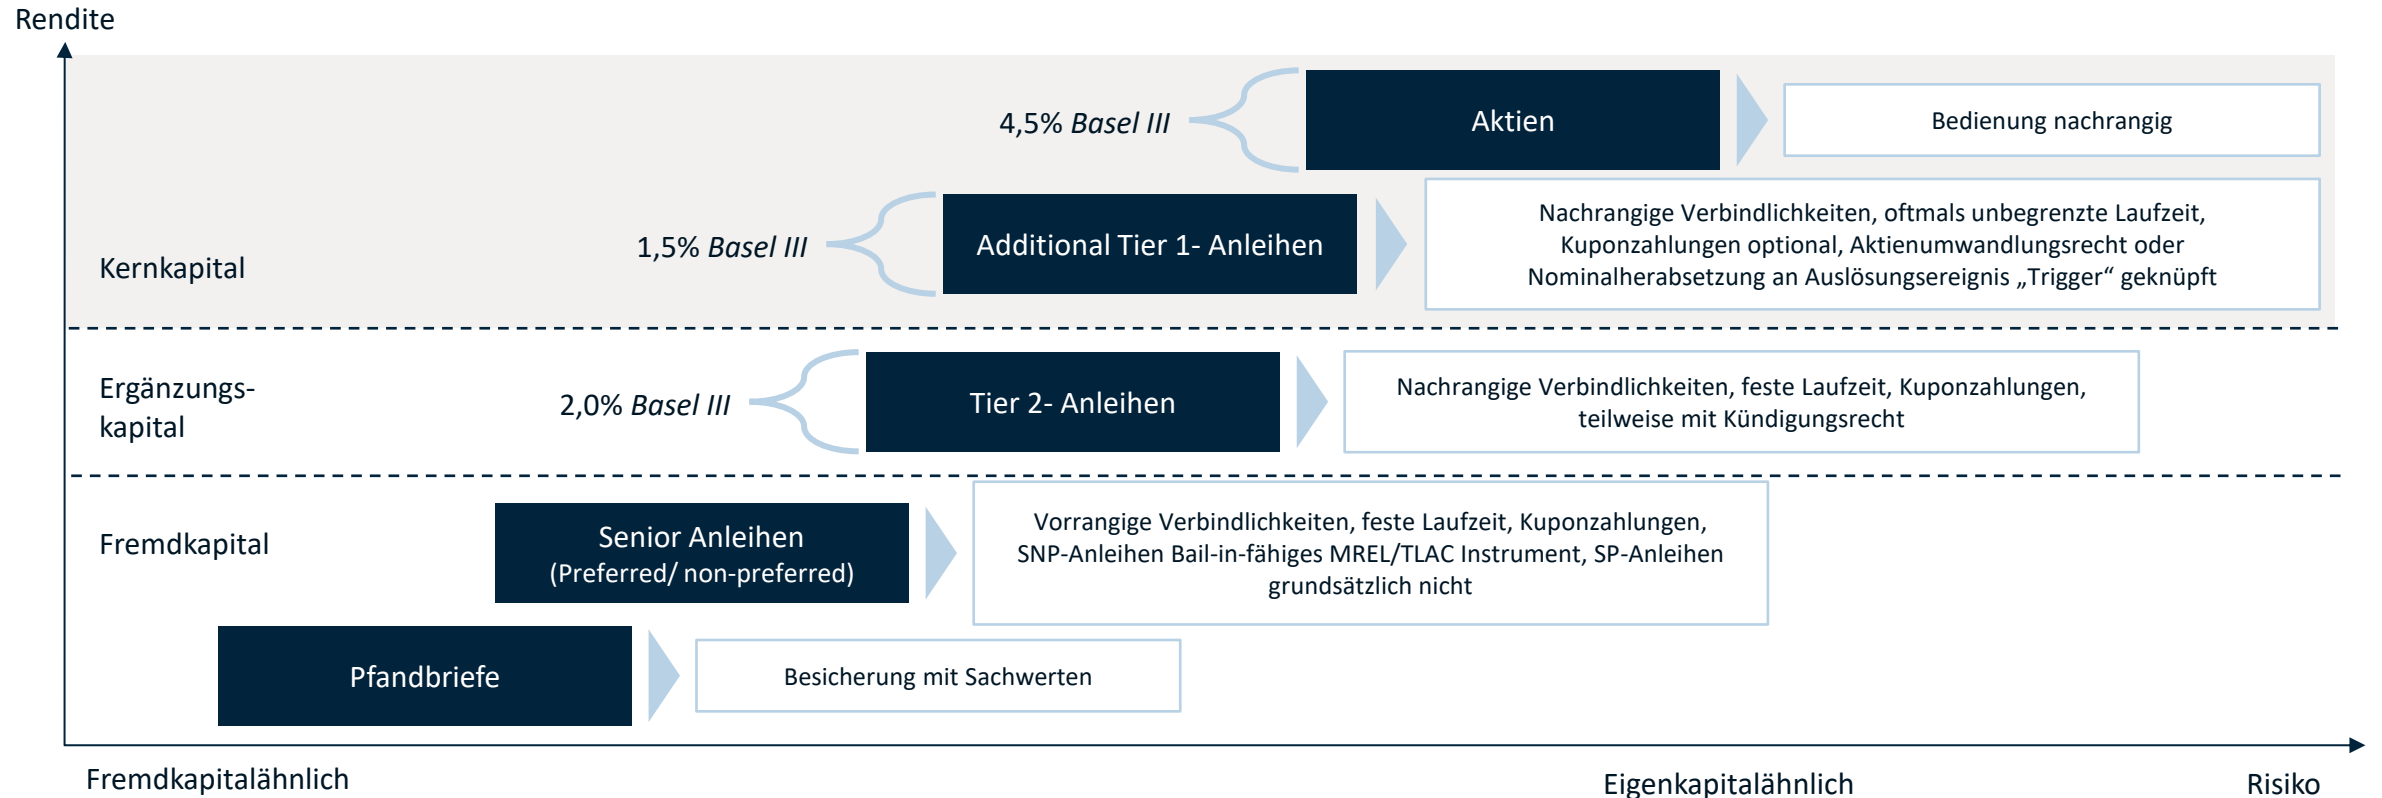 Rendite
4,5% Basel III
Aktien
Bedienung nachrangig
Kernkapital
1,5% Basel III
Additional Tier 1- Anleihen
Nachrangige Verbindlichkeiten, oftmals unbegrenzte Laufzeit,
Kuponzahlungen optional, Aktienumwandlungsrecht oder
Nominalherabsetzung an Auslösungsereignis „Trigger“ geknüpft
Ergänzungs-
kapital
2,0% Basel III
Tier 2- Anleihen
Nachrangige Verbindlichkeiten, feste Laufzeit, Kuponzahlungen,
teilweise mit Kündigungsrecht
Fremdkapital
Senior Anleihen
(Preferred/ non-preferred)
Vorrangige Verbindlichkeiten, feste Laufzeit, Kuponzahlungen,
SNP-Anleihen Bail-in-fähiges MREL/TLAC Instrument, SP-Anleihen
grundsätzlich nicht
Pfandbriefe
Besicherung mit Sachwerten
Fremdkapitalähnlich
Eigenkapitalähnlich
Risiko